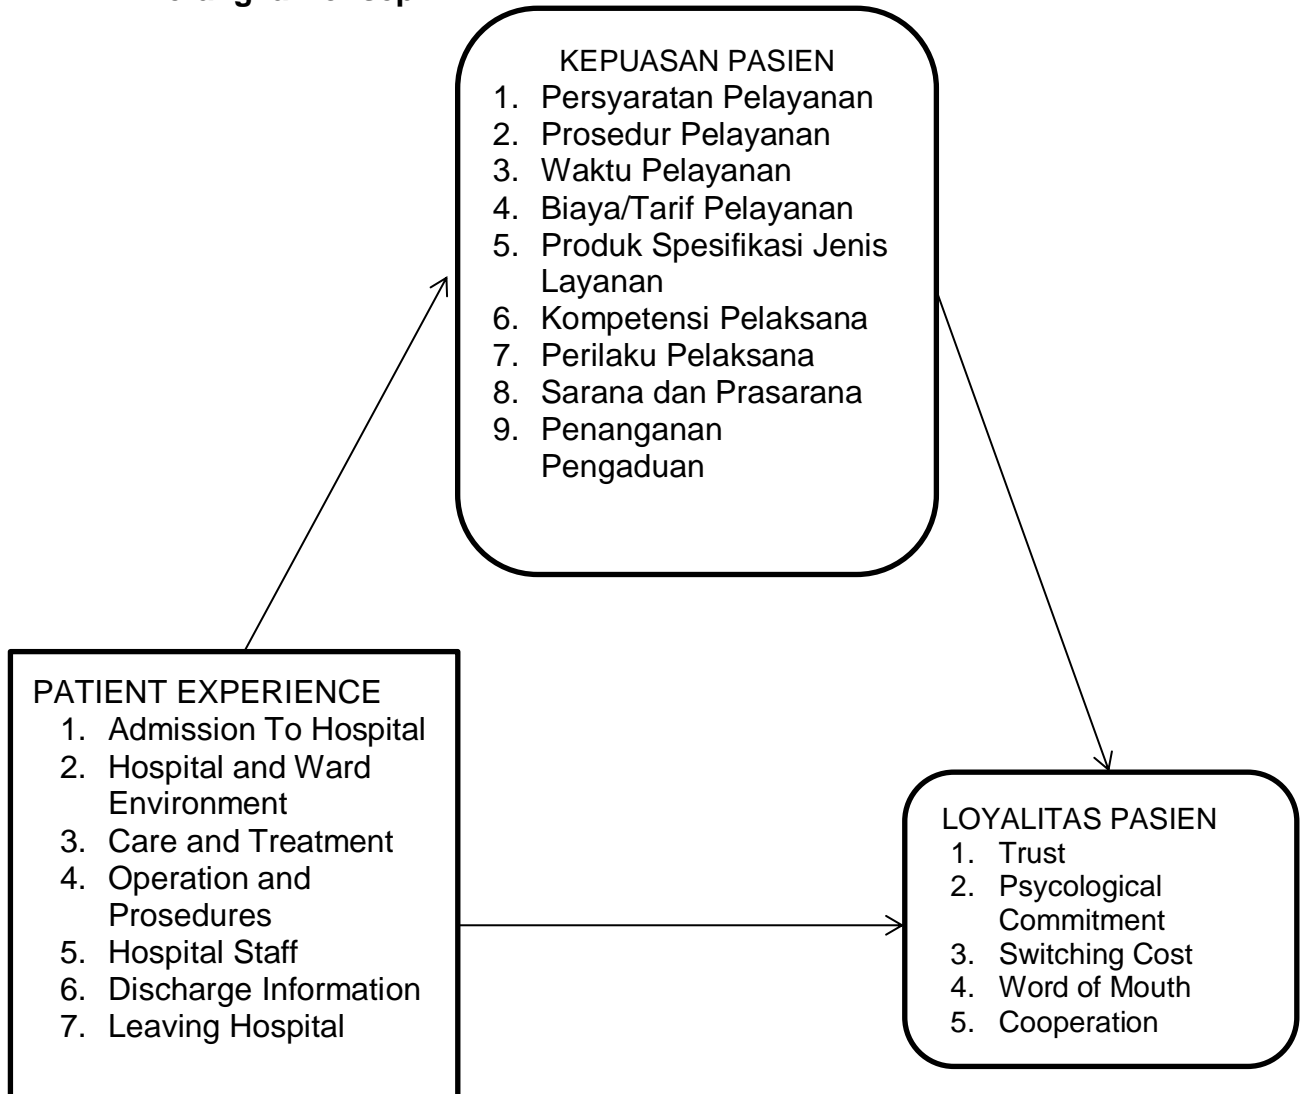 KEPUASAN PASIEN
1. Persyaratan Pelayanan
2. Prosedur Pelayanan
3. Waktu Pelayanan
4. Biaya/Tarif Pelayanan
5. Produk Spesifikasi Jenis
Layanan
6. Kompetensi Pelaksana
7. Perilaku Pelaksana
8. Sarana dan Prasarana
9. Penanganan
Pengaduan
PATIENT EXPERIENCE
1. Admission To Hospital
2. Hospital and Ward
Environment
3. Care and Treatment
4. Operation and
Prosedures
5. Hospital Staff
6. Discharge Information
7. Leaving Hospital
LOYALITAS PASIEN
1. Trust
2. Psycological
Commitment
3. Switching Cost
4. Word of Mouth
5. Cooperation